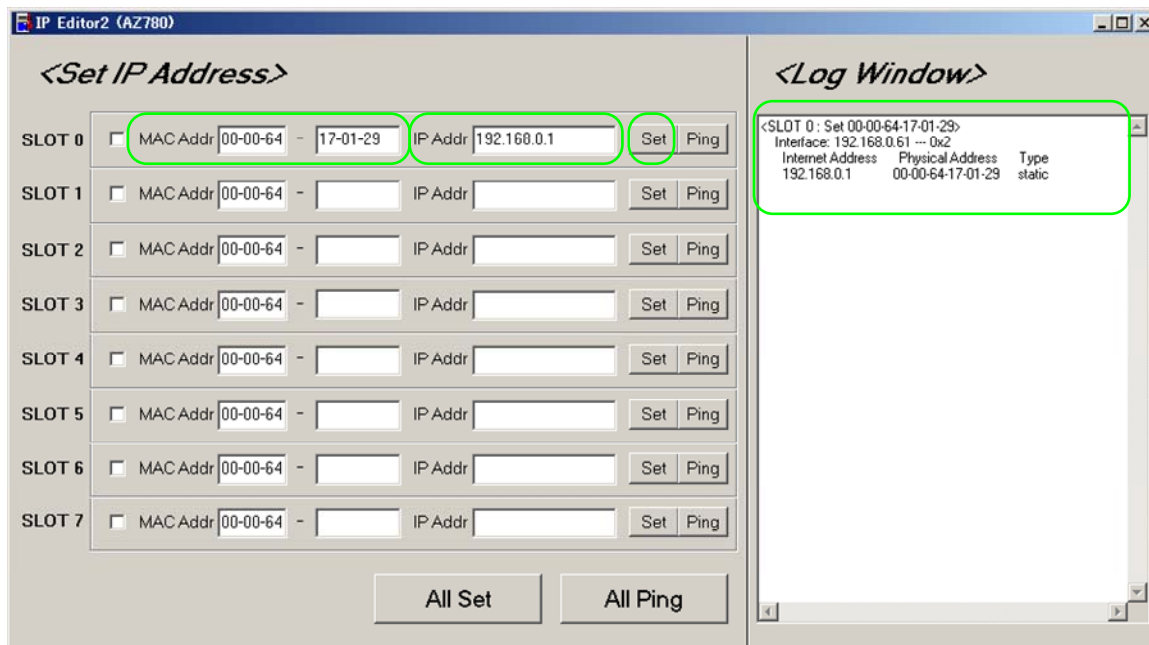 IP Editor2 (AZ780)
<Set IP Address>
SLOT 0 MAC Addr 00-00-64 - 17-01-29 IP Addr 192.168.0.1 Set Ping
SLOT 1 MAC Addr 00-00-64 - IP Addr Set Ping
SLOT 2 MAC Addr 00-00-64 - IP Addr Set Ping
SLOT 3 MAC Addr 00-00-64 - IP Addr Set Ping
SLOT 4 MAC Addr 00-00-64 - IP Addr Set Ping
SLOT 5 MAC Addr 00-00-64 - IP Addr Set Ping
SLOT 6 MAC Addr 00-00-64 - IP Addr Set Ping
SLOT 7 MAC Addr 00-00-64 - IP Addr Set Ping
All Set All Ping
<Log Window>
<SLOT 0 : Set 00-00-64-17-01-29>
Interface: 192.168.0.61 --- 0x2
Internet Address Physical Address Type
192.168.0.1 00-00-64-17-01-29 static